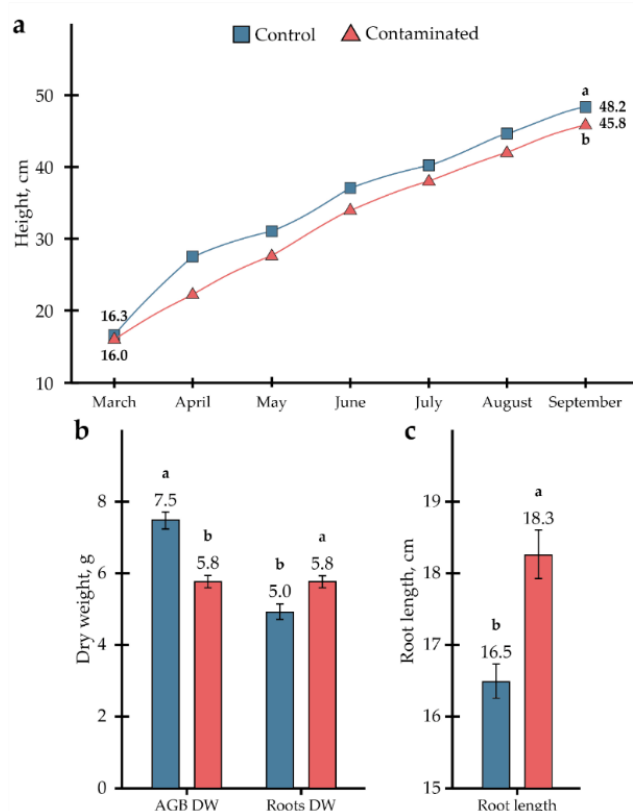 a
Control Contaminated
Height, cm
50
40
30
20
10
a
48.2
45.8
b
16.3
16.0
March April May June July August September
b
Dry weight, g
8
6
4
2
0
a
7.5
b
5.8
b
5.0
a
5.8
AGB DW Roots DW
c
Root length, cm
19
18
17
16
15
b
16.5
a
18.3
Root length